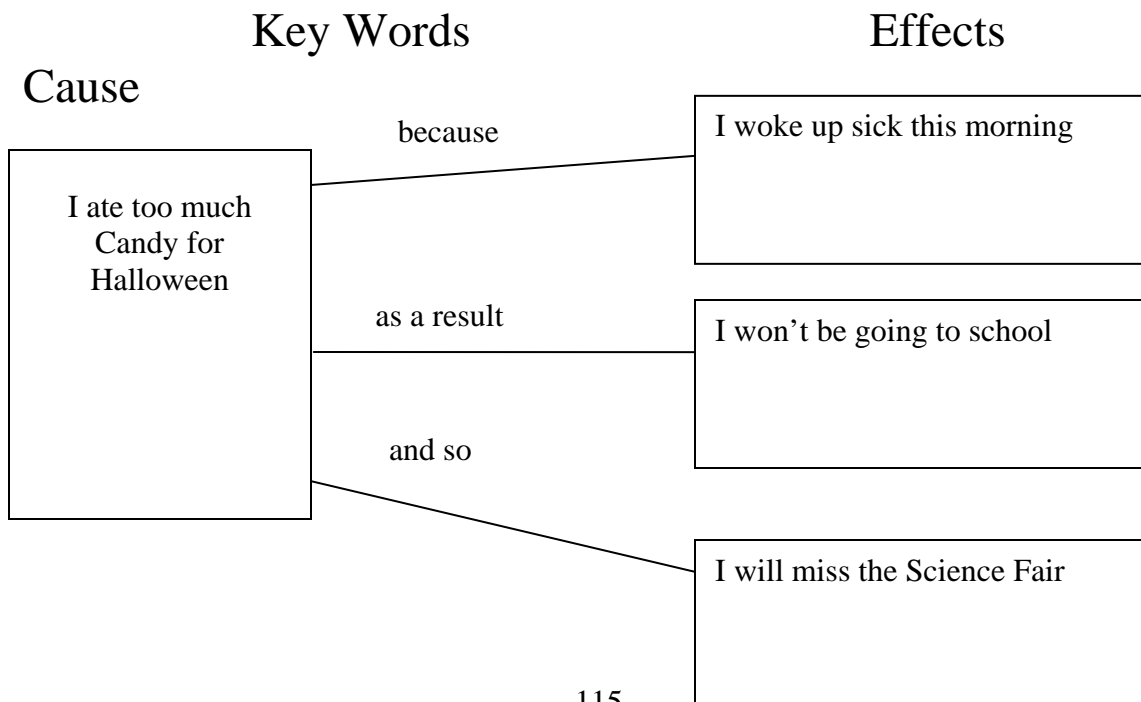 Key Words
Effects
Cause
because
I woke up sick this morning
I ate too much
Candy for
Halloween
as a result
I won’t be going to school
and so
I will miss the Science Fair
115